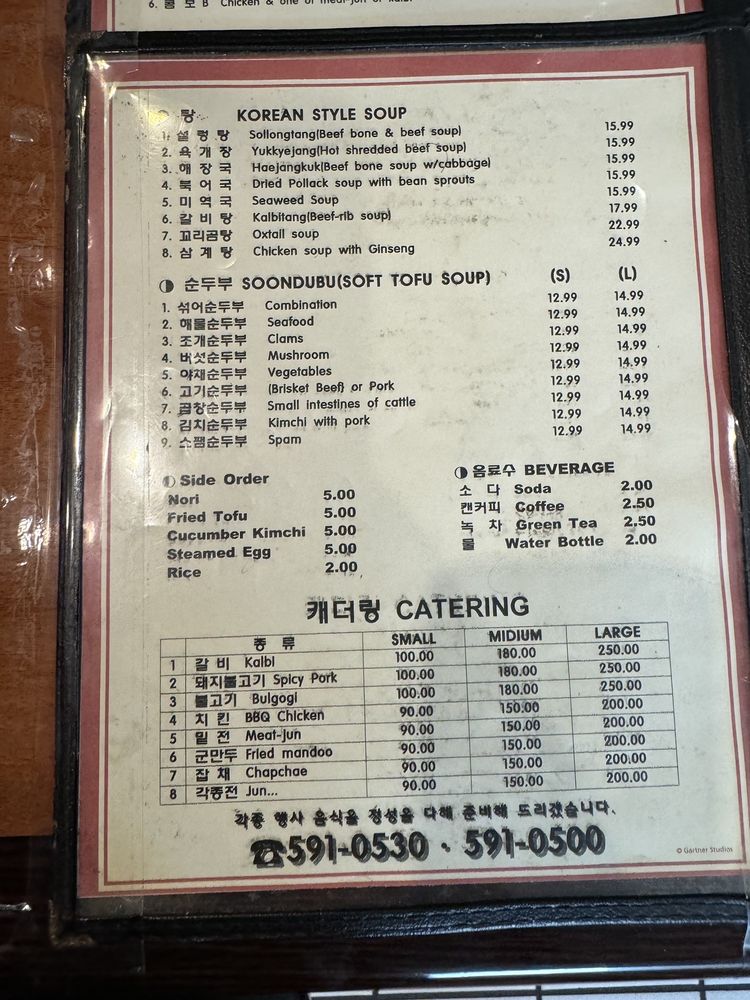 6. 콤 보 B Chicken & one of meat-jun or kalbi
탕 KOREAN STYLE SOUP
1. 설 렁 탕 Sollongtang(Beef bone & beef soup) 15.99
2. 육 개 장 Yukkyejang(Hot shredded beef soup) 15.99
3. 해 장 국 Haejangkuk(Beef bone soup w/cabbage) 15.99
4. 북 어 국 Dried Pollack soup with bean sprouts 15.99
5. 미 역 국 Seaweed Soup 15.99
6. 갈 비 탕 Kalbitang(Beef-rib soup) 17.99
7. 꼬리곰탕 Oxtail soup 22.99
8. 삼 계 탕 Chicken soup with Ginseng 24.99
순두부 SOONDUBU(SOFT TOFU SOUP) (S) (L)
1. 섞어순두부 Combination 12.99 14.99
2. 해물순두부 Seafood 12.99 14.99
3. 조개순두부 Clams 12.99 14.99
4. 버섯순두부 Mushroom 12.99 14.99
5. 야채순두부 Vegetables 12.99 14.99
6. 고기순두부 (Brisket Beef) or Pork 12.99 14.99
7. 곱창순두부 Small intestines of cattle 12.99 14.99
8. 김치순두부 Kimchi with pork 12.99 14.99
9. 스팸순두부 Spam 12.99 14.99
Side Order
Nori 5.00
Fried Tofu 5.00
Cucumber Kimchi 5.00
Steamed Egg 5.00
Rice 2.00
음료수 BEVERAGE
소 다 Soda 2.00
캔커피 Coffee 2.50
녹 차 Green Tea 2.50
물 Water Bottle 2.00
캐더링 CATERING
종 류 SMALL MIDIUM LARGE
1 갈 비 Kalbi 100.00 180.00 250.00
2 돼지불고기 Spicy Pork 100.00 180.00 250.00
3 불고기 Bulgogi 100.00 180.00 250.00
4 치 킨 BBQ Chicken 90.00 150.00 200.00
5 밀 전 Meat-jun 90.00 150.00 200.00
6 군만두 Fried mandoo 90.00 150.00 200.00
7 잡 채 Chapchae 90.00 150.00 200.00
8 각종전 Jun... 90.00 150.00 200.00
각종 행사 음식을 정성을 다해 준비해 드리겠습니다.
☎591-0530 · 591-0500
© Gartner Studios